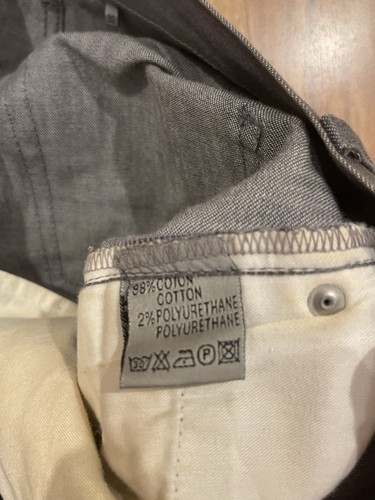 98%COTON
COTTON
2%POLYURETHANE
POLYURETHANE
P